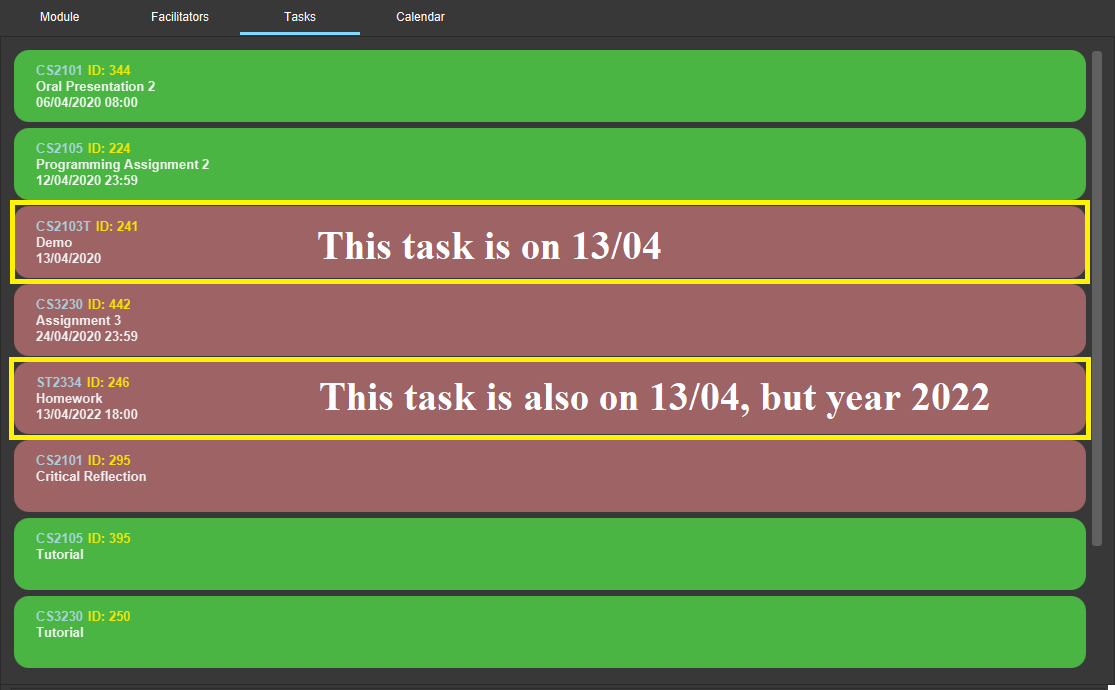 Module Facilitators Tasks Calendar
CS2101 ID: 344
Oral Presentation 2
06/04/2020 08:00
CS2105 ID: 224
Programming Assignment 2
12/04/2020 23:59
CS2103T ID: 241
Demo
13/04/2020
This task is on 13/04
CS3230 ID: 442
Assignment 3
24/04/2020 23:59
ST2334 ID: 246
Homework
13/04/2022 18:00
This task is also on 13/04, but year 2022
CS2101 ID: 295
Critical Reflection
CS2105 ID: 395
Tutorial
CS3230 ID: 250
Tutorial